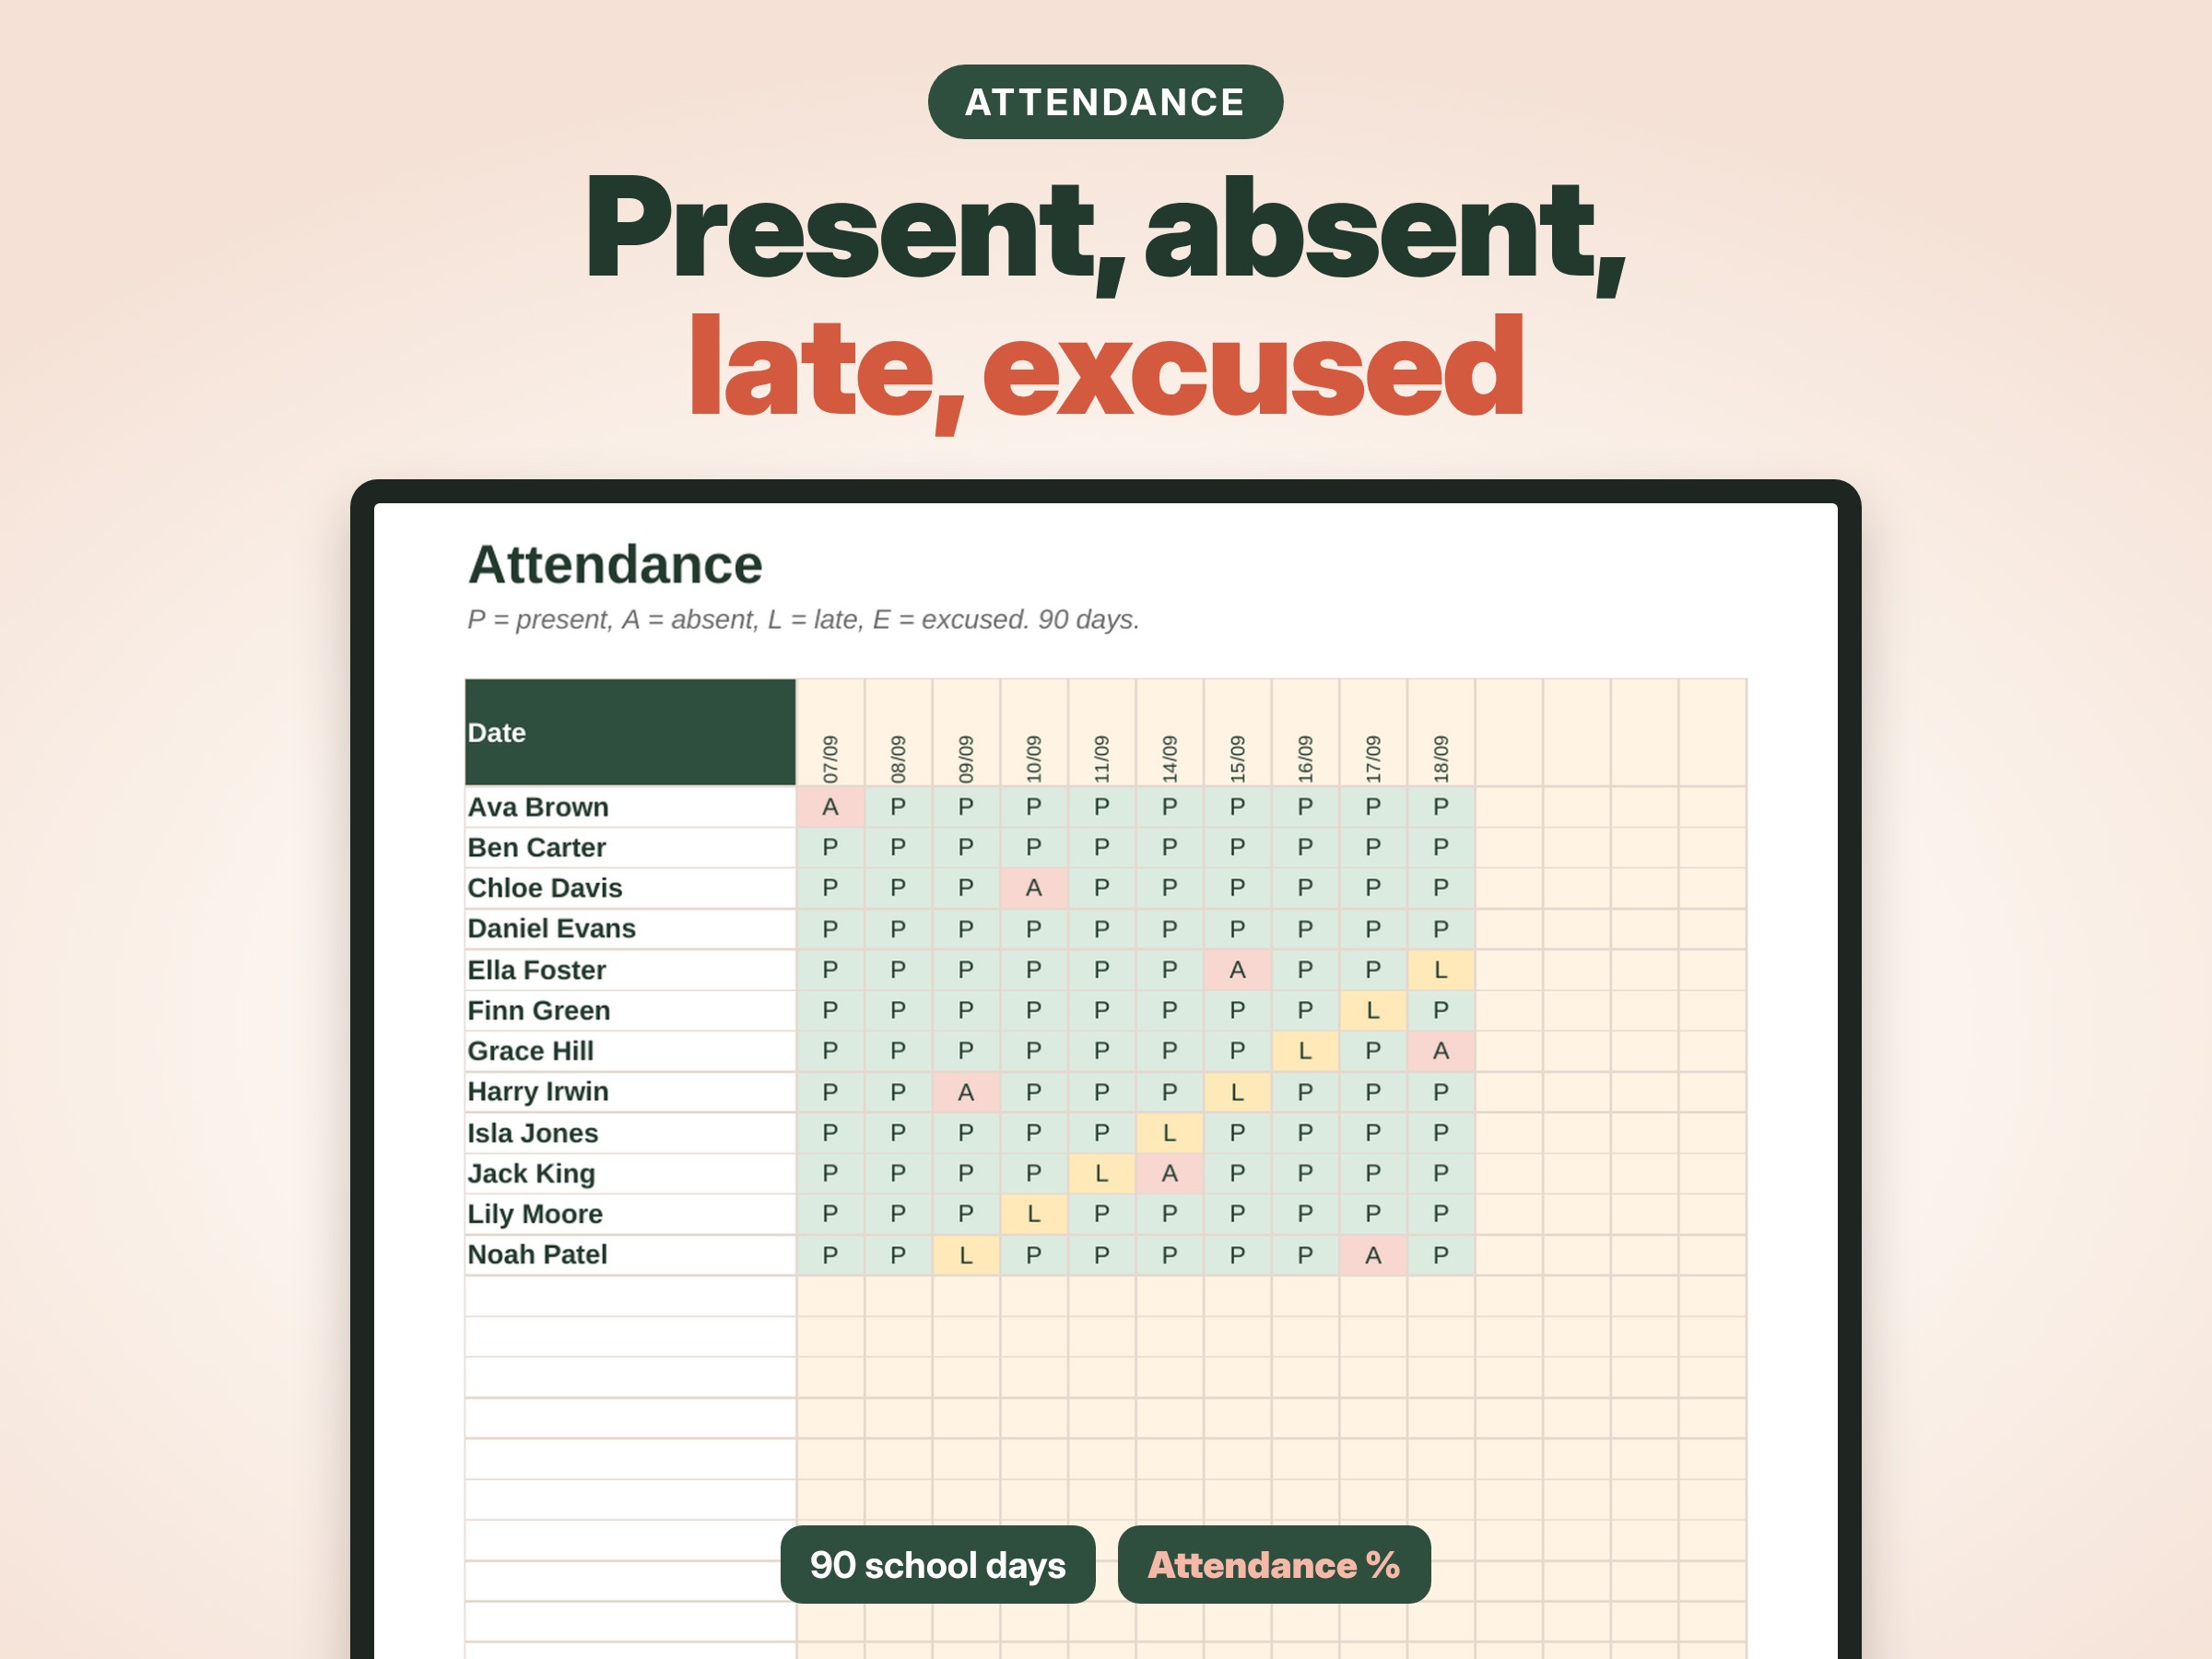 ATTENDANCE
Present, absent,
late, excused
Attendance
P = present, A = absent, L = late, E = excused. 90 days.
Date 07/09 08/09 09/09 10/09 11/09 14/09 15/09 16/09 17/09 18/09
Ava Brown A P P P P P P P P P
Ben Carter P P P P P P P P P P
Chloe Davis P P P A P P P P P P
Daniel Evans P P P P P P P P P P
Ella Foster P P P P P P A P P L
Finn Green P P P P P P P P L P
Grace Hill P P P P P P P L P A
Harry Irwin P P A P P P L P P P
Isla Jones P P P P P L P P P P
Jack King P P P P L A P P P P
Lily Moore P P P L P P P P P P
Noah Patel P P L P P P P P A P
90 school days Attendance %